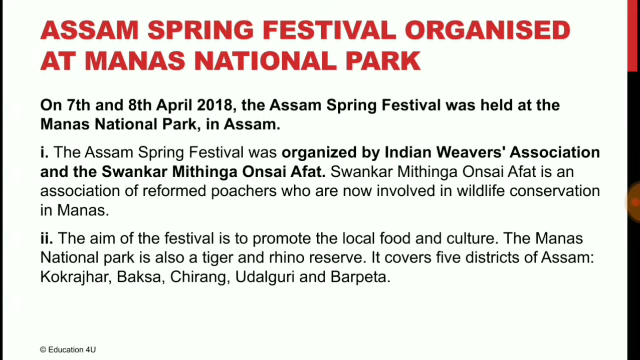 ASSAM SPRING FESTIVAL ORGANISED
AT MANAS NATIONAL PARK
On 7th and 8th April 2018, the Assam Spring Festival was held at the
Manas National Park, in Assam.
i. The Assam Spring Festival was organized by Indian Weavers' Association
and the Swankar Mithinga Onsai Afat. Swankar Mithinga Onsai Afat is an
association of reformed poachers who are now involved in wildlife conservation
in Manas.
ii. The aim of the festival is to promote the local food and culture. The Manas
National park is also a tiger and rhino reserve. It covers five districts of Assam:
Kokrajhar, Baksa, Chirang, Udalguri and Barpeta.
© Education 4U